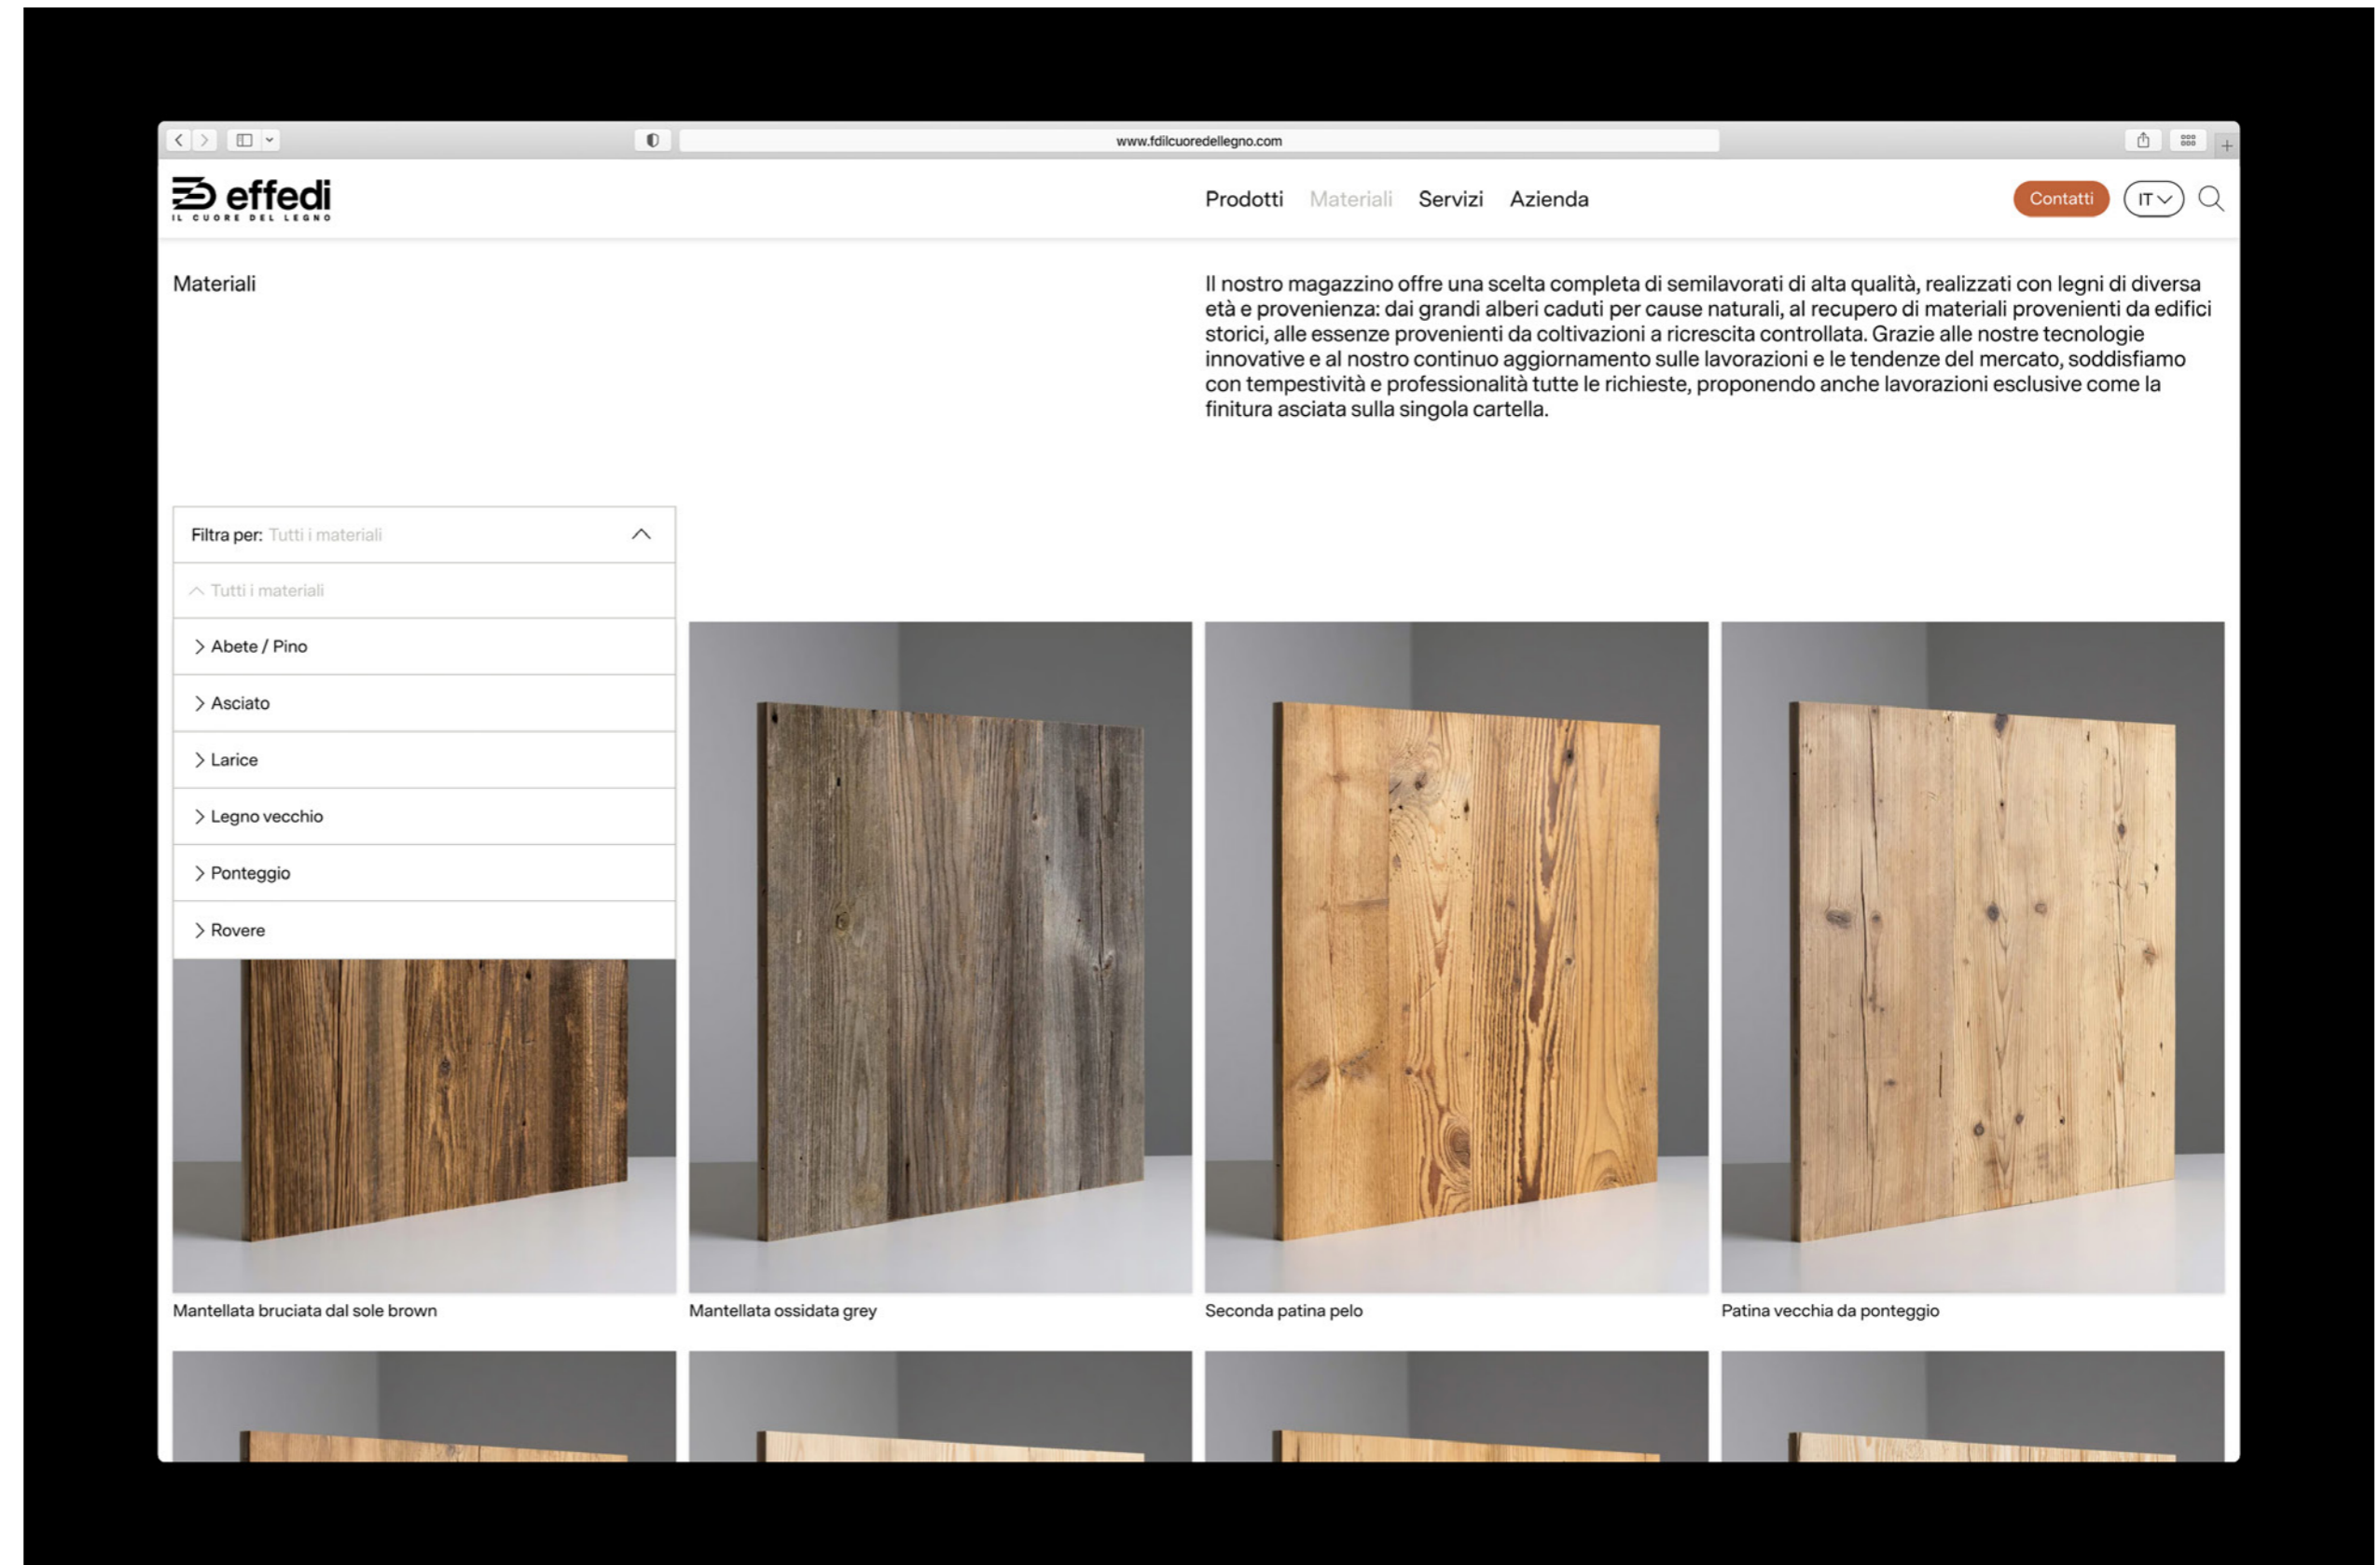 www.fdilcuoredellegno.com
effedi
IL CUORE DEL LEGNO
Prodotti Materiali Servizi Azienda
Contatti
IT
Materiali
Il nostro magazzino offre una scelta completa di semilavorati di alta qualità, realizzati con legni di diversa
età e provenienza: dai grandi alberi caduti per cause naturali, al recupero di materiali provenienti da edifici
storici, alle essenze provenienti da coltivazioni a ricrescita controllata. Grazie alle nostre tecnologie
innovative e al nostro continuo aggiornamento sulle lavorazioni e le tendenze del mercato, soddisfiamo
con tempestività e professionalità tutte le richieste, proponendo anche lavorazioni esclusive come la
finitura asciata sulla singola cartella.
Filtra per: Tutti i materiali
Tutti i materiali
Abete / Pino
Asciato
Larice
Legno vecchio
Ponteggio
Rovere
Mantellata bruciata dal sole brown
Mantellata ossidata grey
Seconda patina pelo
Patina vecchia da ponteggio